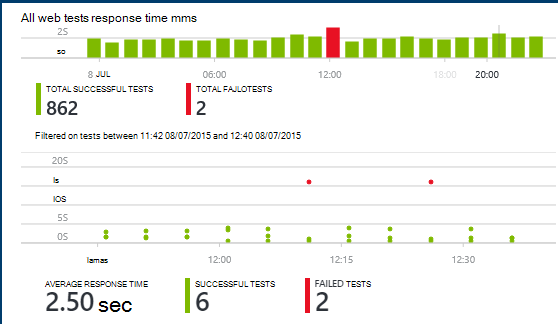 All web tests response time mms
2S
so
8 JUL 06:00 12:00 18:00 20:00
TOTAL SUCCESSFUL TESTS
862
TOTAL FAJLOTESTS
2
Filtered on tests between 11:42 08/07/2015 and 12:40 08/07/2015
20S
ls
IOS
5S
0S
lamas 12:00 12:15 12:30
AVERAGE RESPONSE TIME
2.50 sec
SUCCESSFUL TESTS
6
FAILED TESTS
2